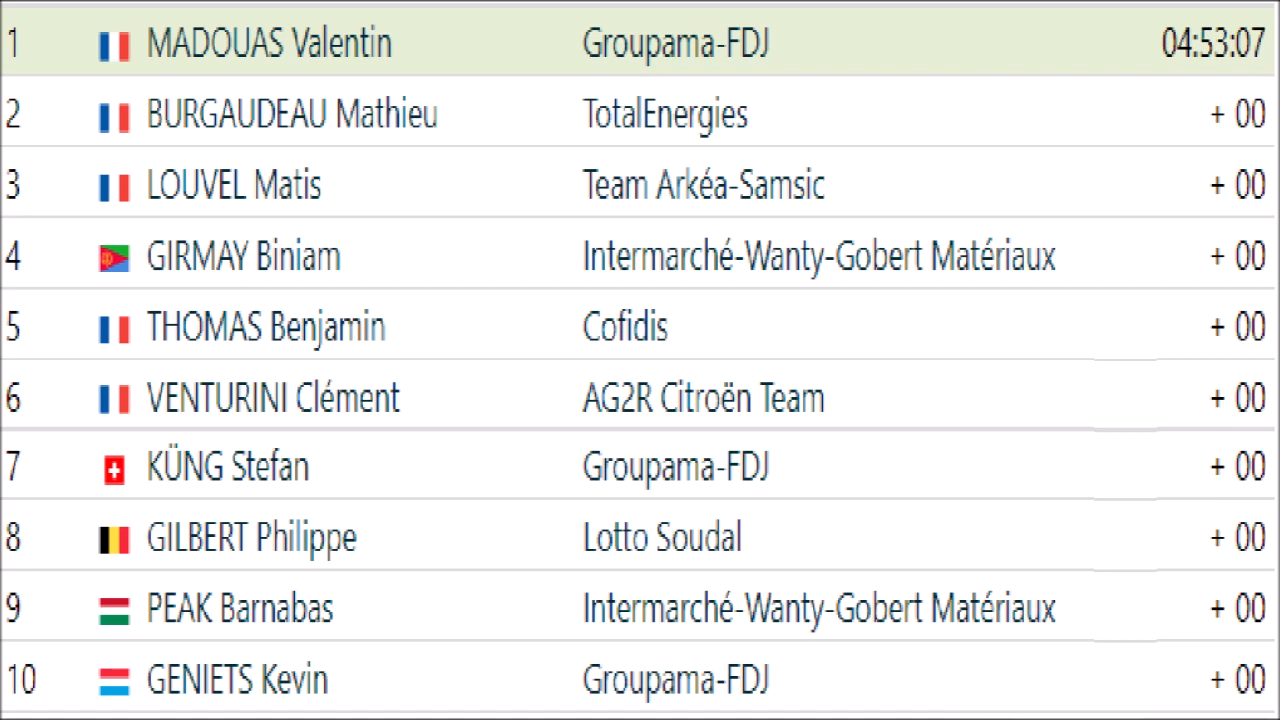 1 MADOUAS Valentin Groupama-FDJ 04:53:07
2 BURGAUDEAU Mathieu TotalEnergies + 00
3 LOUVEL Matis Team Arkéa-Samsic + 00
4 GIRMAY Biniam Intermarché-Wanty-Gobert Matériaux + 00
5 THOMAS Benjamin Cofidis + 00
6 VENTURINI Clément AG2R Citroën Team + 00
7 KÜNG Stefan Groupama-FDJ + 00
8 GILBERT Philippe Lotto Soudal + 00
9 PEAK Barnabas Intermarché-Wanty-Gobert Matériaux + 00
10 GENIETS Kevin Groupama-FDJ + 00